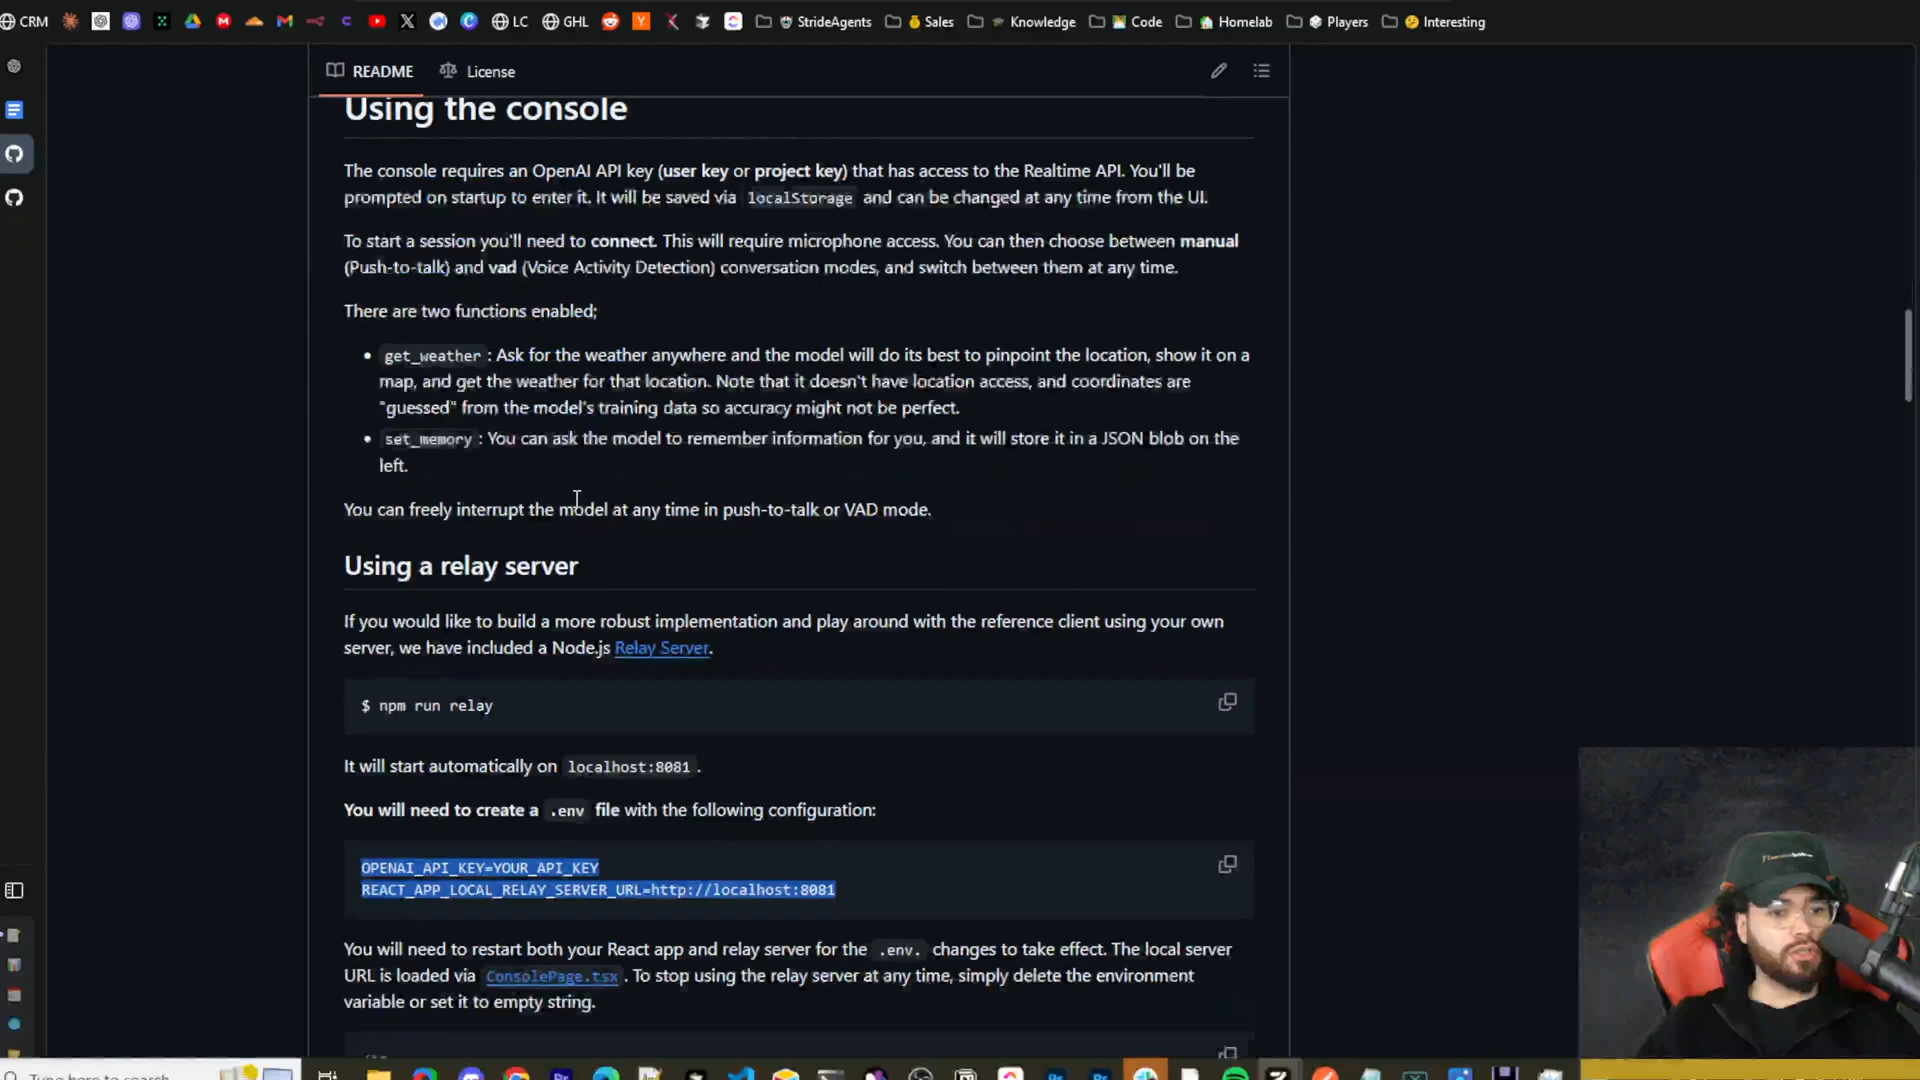 CRM
LC
GHL
StrideAgents
Sales
Knowledge
Code
Homelab
Players
Interesting
README
License
Using the console
The console requires an OpenAI API key (user key or project key) that has access to the Realtime API. You'll be
prompted on startup to enter it. It will be saved via localStorage and can be changed at any time from the UI.
To start a session you'll need to connect. This will require microphone access. You can then choose between manual
(Push-to-talk) and vad (Voice Activity Detection) conversation modes, and switch between them at any time.
There are two functions enabled;
• get_weather : Ask for the weather anywhere and the model will do its best to pinpoint the location, show it on a
map, and get the weather for that location. Note that it doesn't have location access, and coordinates are
"guessed" from the model's training data so accuracy might not be perfect.
• set_memory : You can ask the model to remember information for you, and it will store it in a JSON blob on the
left.
You can freely interrupt the model at any time in push-to-talk or VAD mode.
Using a relay server
If you would like to build a more robust implementation and play around with the reference client using your own
server, we have included a Node.js Relay Server.
$ npm run relay
It will start automatically on localhost:8081 .
You will need to create a .env file with the following configuration:
OPENAI_API_KEY=YOUR_API_KEY
REACT_APP_LOCAL_RELAY_SERVER_URL=http://localhost:8081
You will need to restart both your React app and relay server for the .env. changes to take effect. The local server
URL is loaded via ConsolePage.tsx . To stop using the relay server at any time, simply delete the environment
variable or set it to empty string.
Type here to search